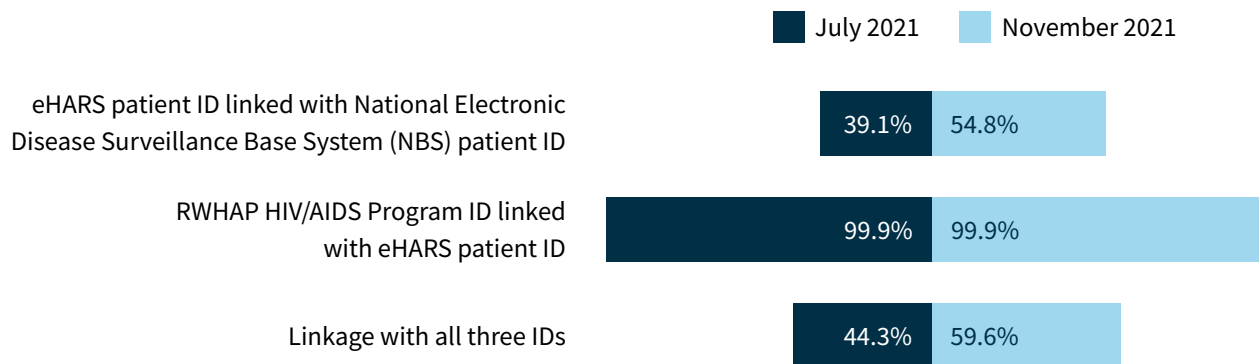 July 2021
November 2021
eHARS patient ID linked with National Electronic
Disease Surveillance Base System (NBS) patient ID
39.1%
54.8%
RWHAP HIV/AIDS Program ID linked
with eHARS patient ID
99.9%
99.9%
Linkage with all three IDs
44.3%
59.6%